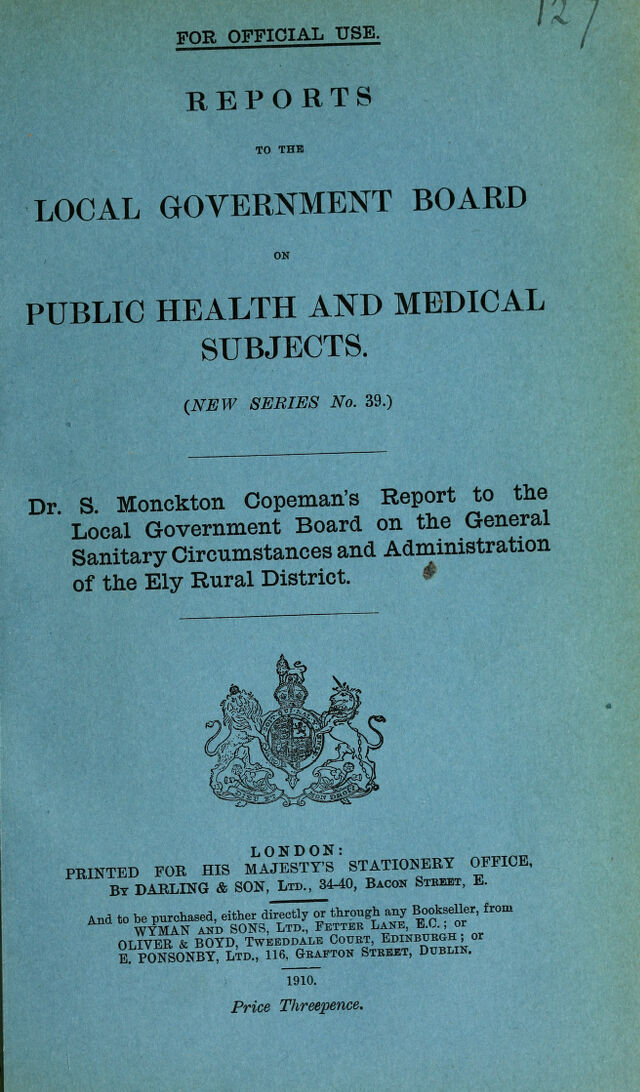 127
FOR OFFICIAL USE.
REPORTS
TO THE
LOCAL GOVERNMENT BOARD
ON
PUBLIC HEALTH AND MEDICAL
SUBJECTS.
(NEW SERIES No. 39.)
Dr. S. Monckton Copeman's Report to the
Local Government Board on the General
Sanitary Circumstances and Administration
of the Ely Rural District.
LONDON:
PRINTED FOR HIS MAJESTY'S STATIONERY OFFICE,
BY DARLING & SON, LTD., 34-40, BACON STREET, E.
And to be purchased, either directly or through any Bookseller, from
WYMAN AND SONS, LTD., FETTER LANE, E.C.; or
OLIVER & BOYD, TWEEDDALE COURT, EDINBURGH; or
E. PONSONBY, LTD., 116, GRAFTON STREET, DUBLIN.
1910.
Price Threepence.